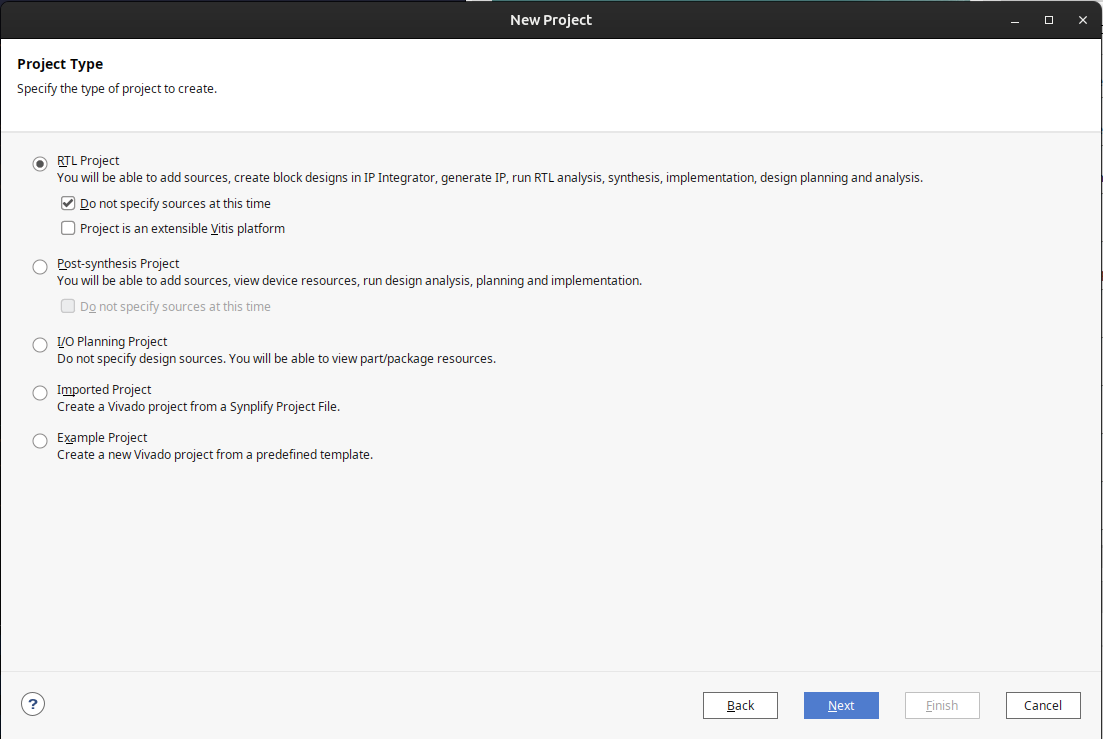 New Project
Project Type
Specify the type of project to create.
RTL Project
You will be able to add sources, create block designs in IP Integrator, generate IP, run RTL analysis, synthesis, implementation, design planning and analysis.
Do not specify sources at this time
Project is an extensible Vitis platform
Post-synthesis Project
You will be able to add sources, view device resources, run design analysis, planning and implementation.
Do not specify sources at this time
I/O Planning Project
Do not specify design sources. You will be able to view part/package resources.
Imported Project
Create a Vivado project from a Synplify Project File.
Example Project
Create a new Vivado project from a predefined template.
? Back Next Finish Cancel